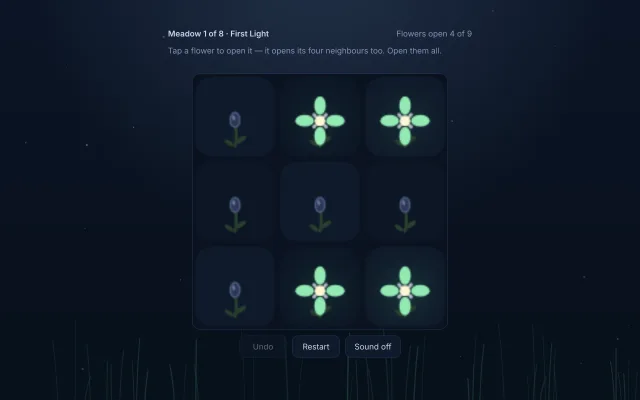 Meadow 1 of 8 · First Light
Flowers open 4 of 9
Tap a flower to open it — it opens its four neighbours too. Open them all.
Undo
Restart
Sound off